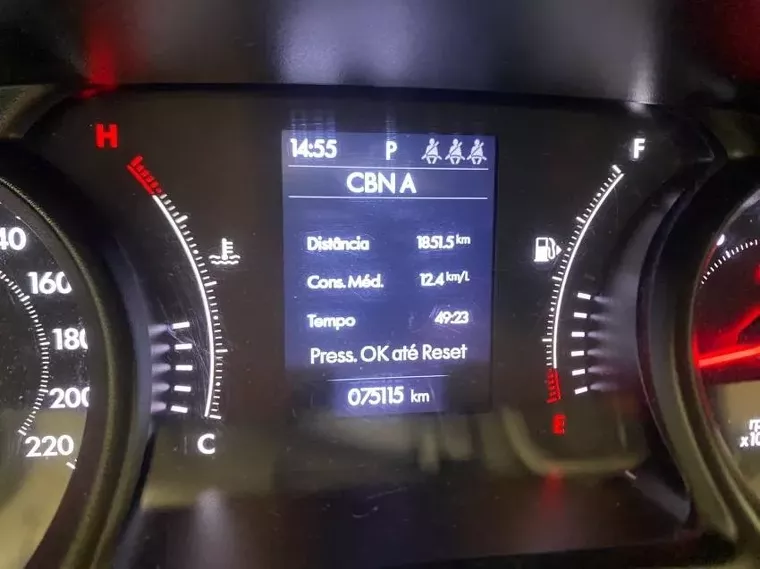 H
14:55 P
F
CBN A
Distância 1851.5 km
Cons. Méd. 12.4 km/L
Tempo 49:23
Press. OK até Reset
075115 km
C
E
40
160
180
200
220